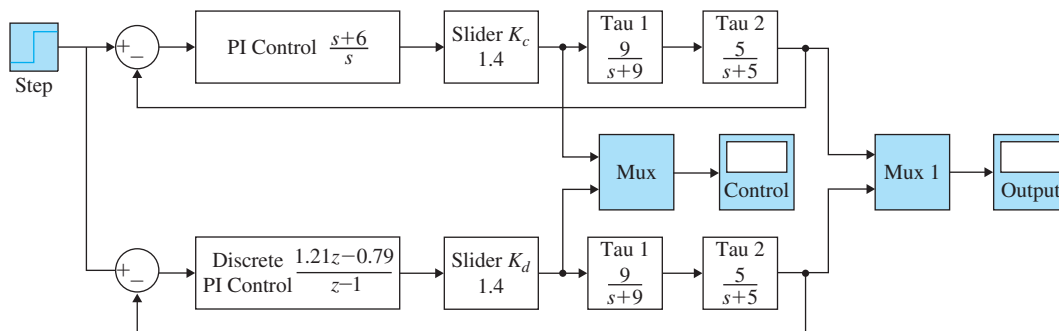 Step
+
−
PI Control s+6
s
Slider K_c
1.4
Tau 1
9
s+9
Tau 2
5
s+5
Mux
Control
Mux 1
Output
+
−
Discrete
PI Control
1.21z−0.79
z−1
Slider K_d
1.4
Tau 1
9
s+9
Tau 2
5
s+5